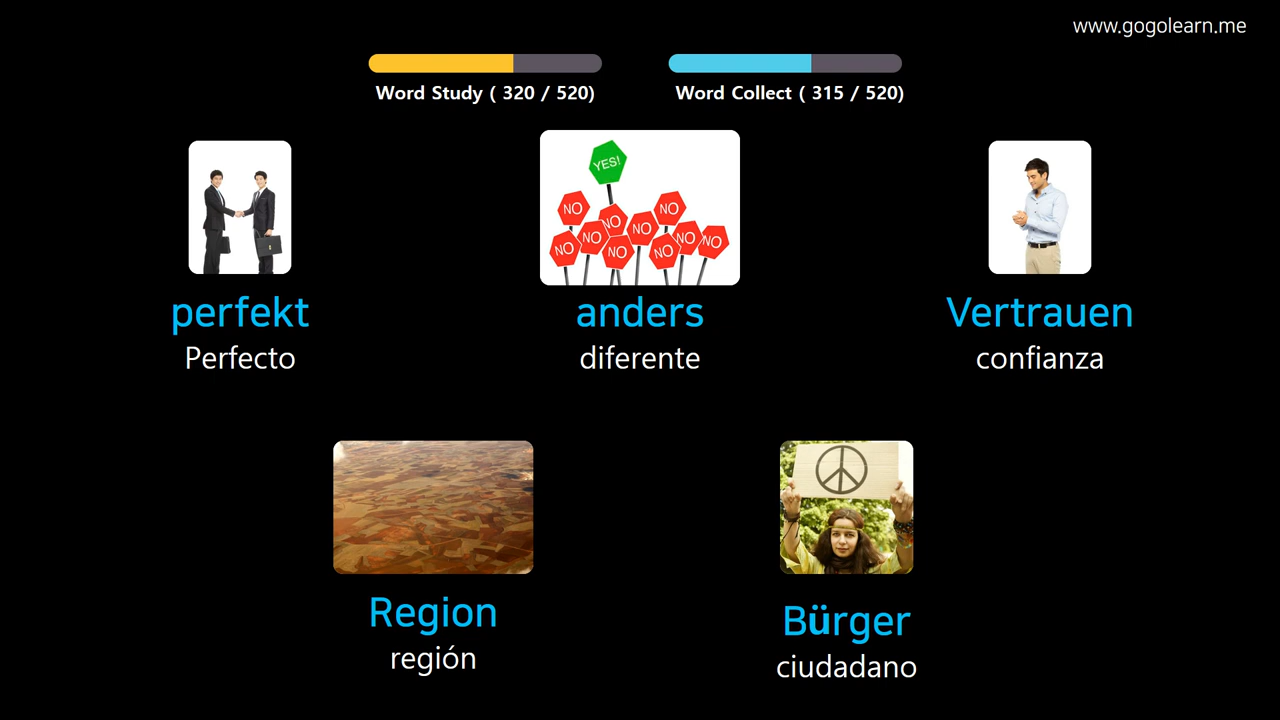 www.gogolearn.me
Word Study ( 320 / 520)
Word Collect ( 315 / 520)
YES!
NO
NO
NO
NO
NO
NO
NO
NO
NO
NO
perfekt
Perfecto
anders
diferente
Vertrauen
confianza
Region
región
Bürger
ciudadano